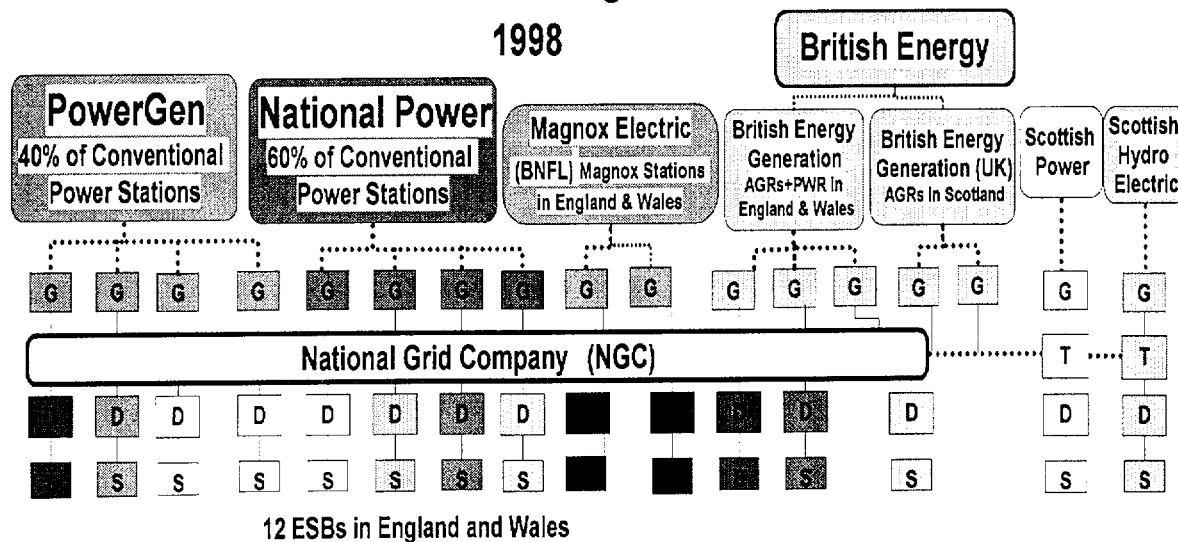 1998
British Energy
PowerGen
40% of Conventional
Power Stations
National Power
60% of Conventional
Power Stations
Magnox Electric
(BNFL) Magnox Stations
in England & Wales
British Energy
Generation
AGRs+PWR in
England & Wales
British Energy
Generation (UK)
AGRs in Scotland
Scottish
Power
Scottish
Hydro
Electric
G G G G G G G G G G G G G G G G G
National Grid Company (NGC)
T T
D D D D D D D D D D D
S S S S S S S S S S S
12 ESBs in England and Wales